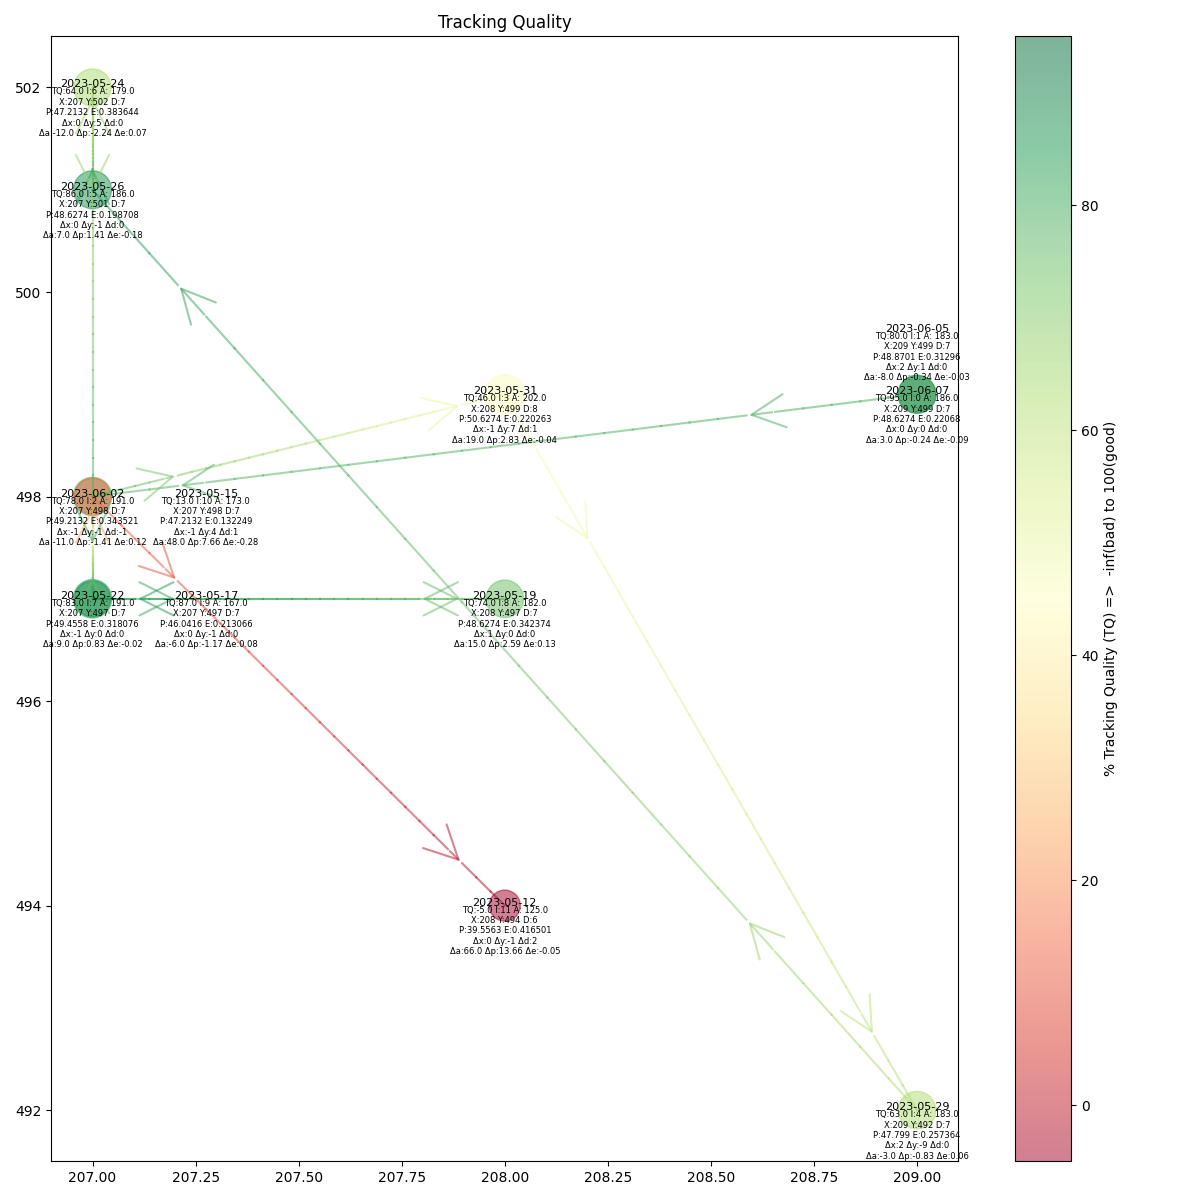 Tracking Quality
502
500
498
496
494
492
2023-05-24
TQ:64.0 I:6 A: 179.0
X:207 Y:502 D:7
P:47.2132 E:0.383644
Δx:0 Δy:5 Δd:0
Δa:-12.0 Δp:-2.24 Δe:0.07
2023-05-26
TQ:86.0 I:5 A: 186.0
X:207 Y:501 D:7
P:48.6274 E:0.198708
Δx:0 Δy:-1 Δd:0
Δa:7.0 Δp:1.41 Δe:-0.18
2023-06-05
TQ:80.0 I:1 A: 183.0
X:209 Y:499 D:7
P:48.8701 E:0.31296
Δx:2 Δy:1 Δd:0
Δa:-8.0 Δp:-0.34 Δe:-0.03
2023-06-07
TQ:95.0 I:0 A: 186.0
X:209 Y:499 D:7
P:48.6274 E:0.22068
Δx:0 Δy:0 Δd:0
Δa:3.0 Δp:-0.24 Δe:-0.09
2023-05-31
TQ:46.0 I:3 A: 202.0
X:208 Y:499 D:8
P:50.6274 E:0.220263
Δx:-1 Δy:7 Δd:1
Δa:19.0 Δp:2.83 Δe:-0.04
2023-06-02
TQ:78.0 I:2 A: 191.0
X:207 Y:498 D:7
P:49.2132 E:0.343521
Δx:-1 Δy:-1 Δd:-1
Δa:-11.0 Δp:-1.41 Δe:0.12
2023-05-15
TQ:13.0 I:10 A: 173.0
X:207 Y:498 D:7
P:47.2132 E:0.132249
Δx:-1 Δy:4 Δd:1
Δa:48.0 Δp:7.66 Δe:-0.28
2023-05-22
TQ:83.0 I:7 A: 191.0
X:207 Y:497 D:7
P:49.4558 E:0.318076
Δx:-1 Δy:0 Δd:0
Δa:9.0 Δp:0.83 Δe:-0.02
2023-05-17
TQ:87.0 I:9 A: 167.0
X:207 Y:497 D:7
P:46.0416 E:0.213066
Δx:0 Δy:-1 Δd:0
Δa:-6.0 Δp:-1.17 Δe:0.08
2023-05-19
TQ:74.0 I:8 A: 182.0
X:208 Y:497 D:7
P:48.6274 E:0.342374
Δx:1 Δy:0 Δd:0
Δa:15.0 Δp:2.59 Δe:0.13
2023-05-12
TQ:-5.0 I:11 A: 125.0
X:208 Y:494 D:6
P:39.5563 E:0.416501
Δx:0 Δy:-1 Δd:2
Δa:66.0 Δp:13.66 Δe:-0.05
2023-05-29
TQ:63.0 I:4 A: 183.0
X:209 Y:492 D:7
P:47.799 E:0.257364
Δx:2 Δy:-9 Δd:0
Δa:-3.0 Δp:-0.83 Δe:0.06
207.00
207.25
207.50
207.75
208.00
208.25
208.50
208.75
209.00
80
60
40
20
0
% Tracking Quality (TQ) => -inf(bad) to 100(good)